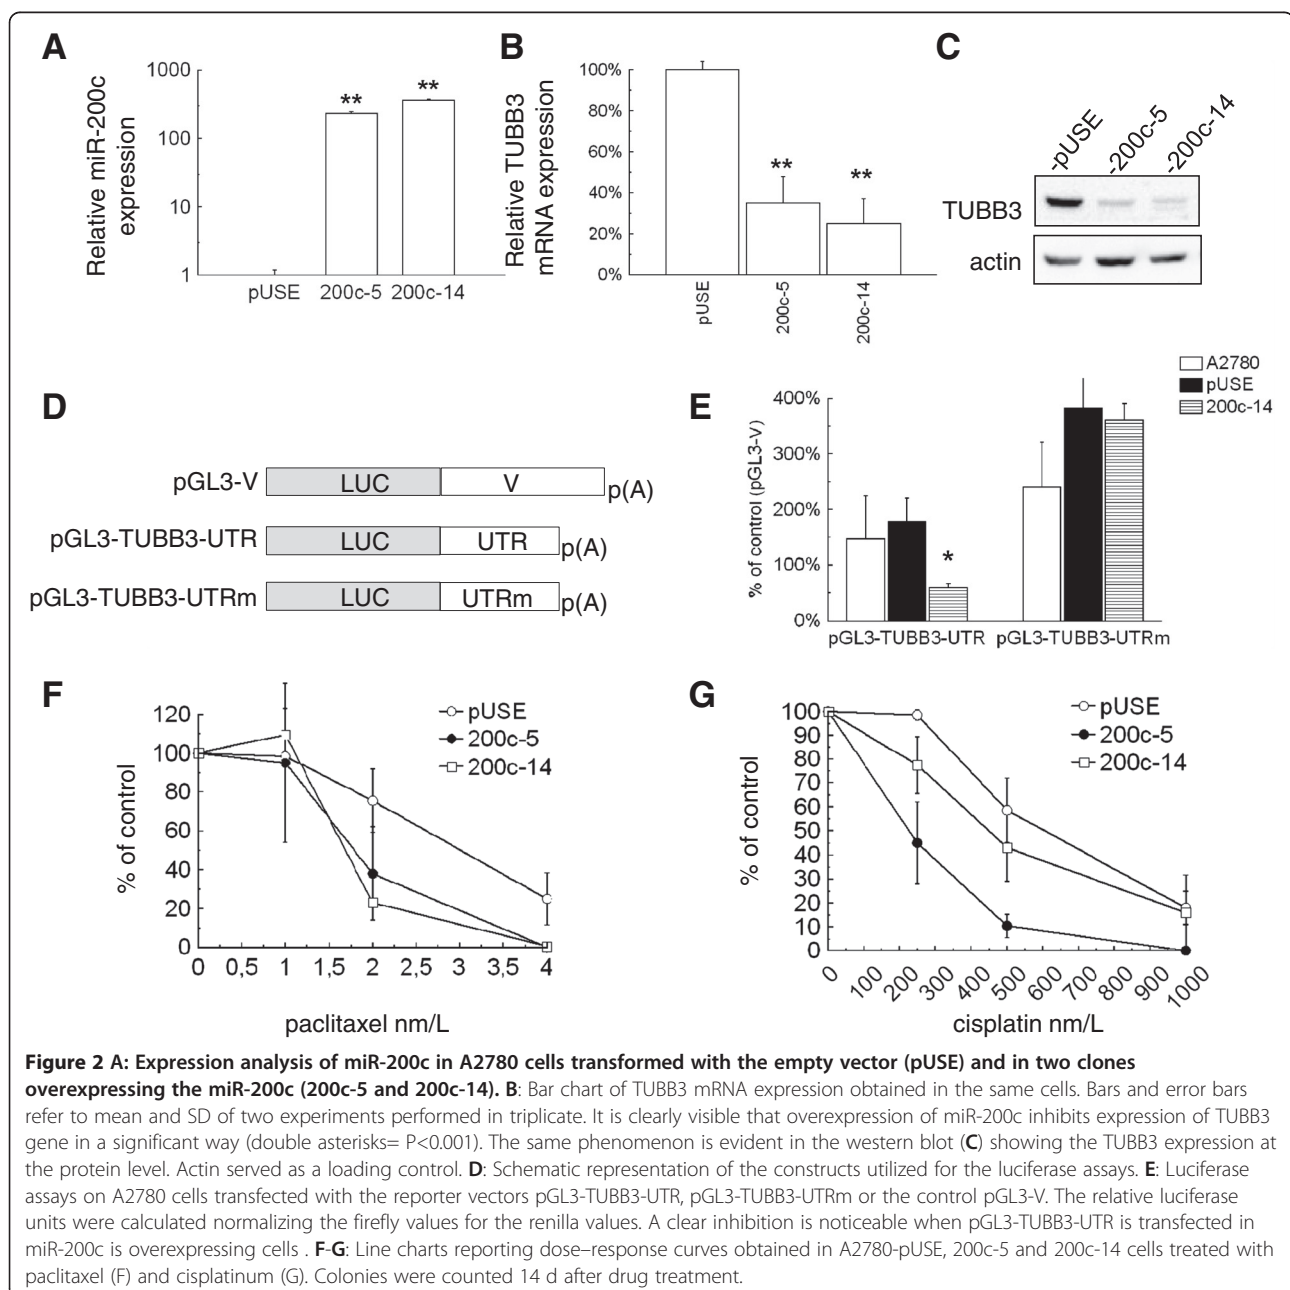 A
Relative miR-200c
expression
1000
100
10
1
**
**
pUSE 200c-5 200c-14
B
Relative TUBB3
mRNA expression
100%
80%
60%
40%
20%
0%
**
**
pUSE
200c-5
200c-14
C
-pUSE
-200c-5
-200c-14
TUBB3
actin
D
pGL3-V LUC V p(A)
pGL3-TUBB3-UTR LUC UTR p(A)
pGL3-TUBB3-UTRm LUC UTRm p(A)
E
A2780
pUSE
200c-14
% of control (pGL3-V)
400%
300%
200%
100%
0%
*
pGL3-TUBB3-UTR pGL3-TUBB3-UTRm
F
pUSE
200c-5
200c-14
% of control
120
100
80
60
40
20
0
0 0,5 1 1,5 2 2,5 3 3,5 4
paclitaxel nm/L
G
pUSE
200c-5
200c-14
% of control
100
90
80
70
60
50
40
30
20
10
0
0 100 200 300 400 500 600 700 800 900 1000
cisplatin nm/L
Figure 2 A: Expression analysis of miR-200c in A2780 cells transformed with the empty vector (pUSE) and in two clones
overexpressing the miR-200c (200c-5 and 200c-14). B: Bar chart of TUBB3 mRNA expression obtained in the same cells. Bars and error bars
refer to mean and SD of two experiments performed in triplicate. It is clearly visible that overexpression of miR-200c inhibits expression of TUBB3
gene in a significant way (double asterisks= P<0.001). The same phenomenon is evident in the western blot (C) showing the TUBB3 expression at
the protein level. Actin served as a loading control. D: Schematic representation of the constructs utilized for the luciferase assays. E: Luciferase
assays on A2780 cells transfected with the reporter vectors pGL3-TUBB3-UTR, pGL3-TUBB3-UTRm or the control pGL3-V. The relative luciferase
units were calculated normalizing the firefly values for the renilla values. A clear inhibition is noticeable when pGL3-TUBB3-UTR is transfected in
miR-200c is overexpressing cells . F-G: Line charts reporting dose–response curves obtained in A2780-pUSE, 200c-5 and 200c-14 cells treated with
paclitaxel (F) and cisplatinum (G). Colonies were counted 14 d after drug treatment.